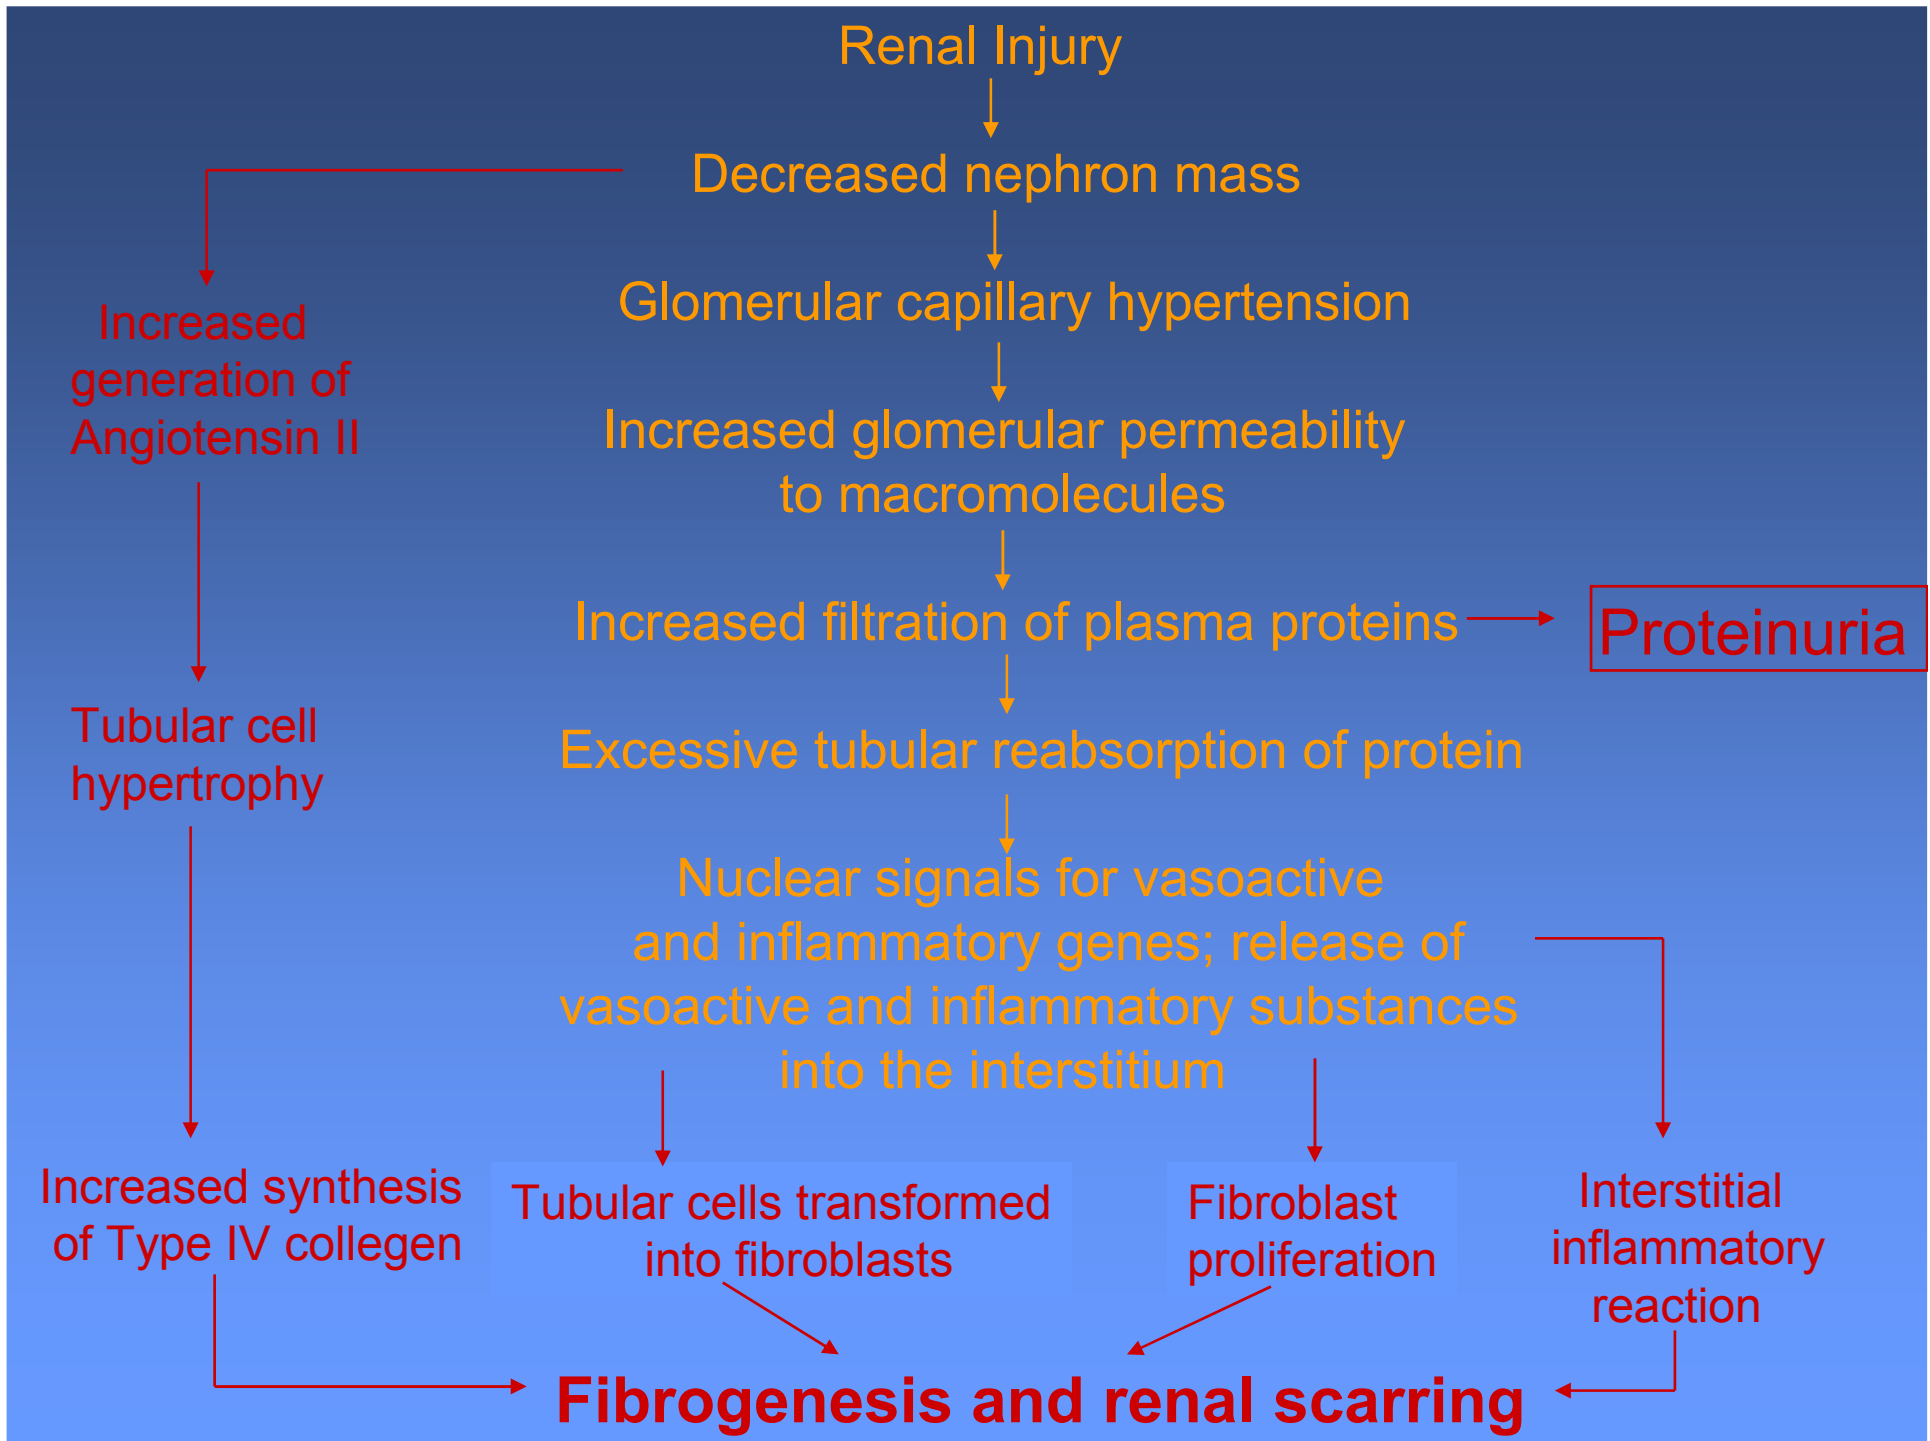 Renal Injury
Decreased nephron mass
Glomerular capillary hypertension
Increased
generation of
Angiotensin II
Increased glomerular permeability
to macromolecules
Increased filtration of plasma proteins
Proteinuria
Tubular cell
hypertrophy
Excessive tubular reabsorption of protein
Nuclear signals for vasoactive
and inflammatory genes; release of
vasoactive and inflammatory substances
into the interstitium
Increased synthesis
of Type IV collegen
Tubular cells transformed
into fibroblasts
Fibroblast
proliferation
Interstitial
inflammatory
reaction
Fibrogenesis and renal scarring